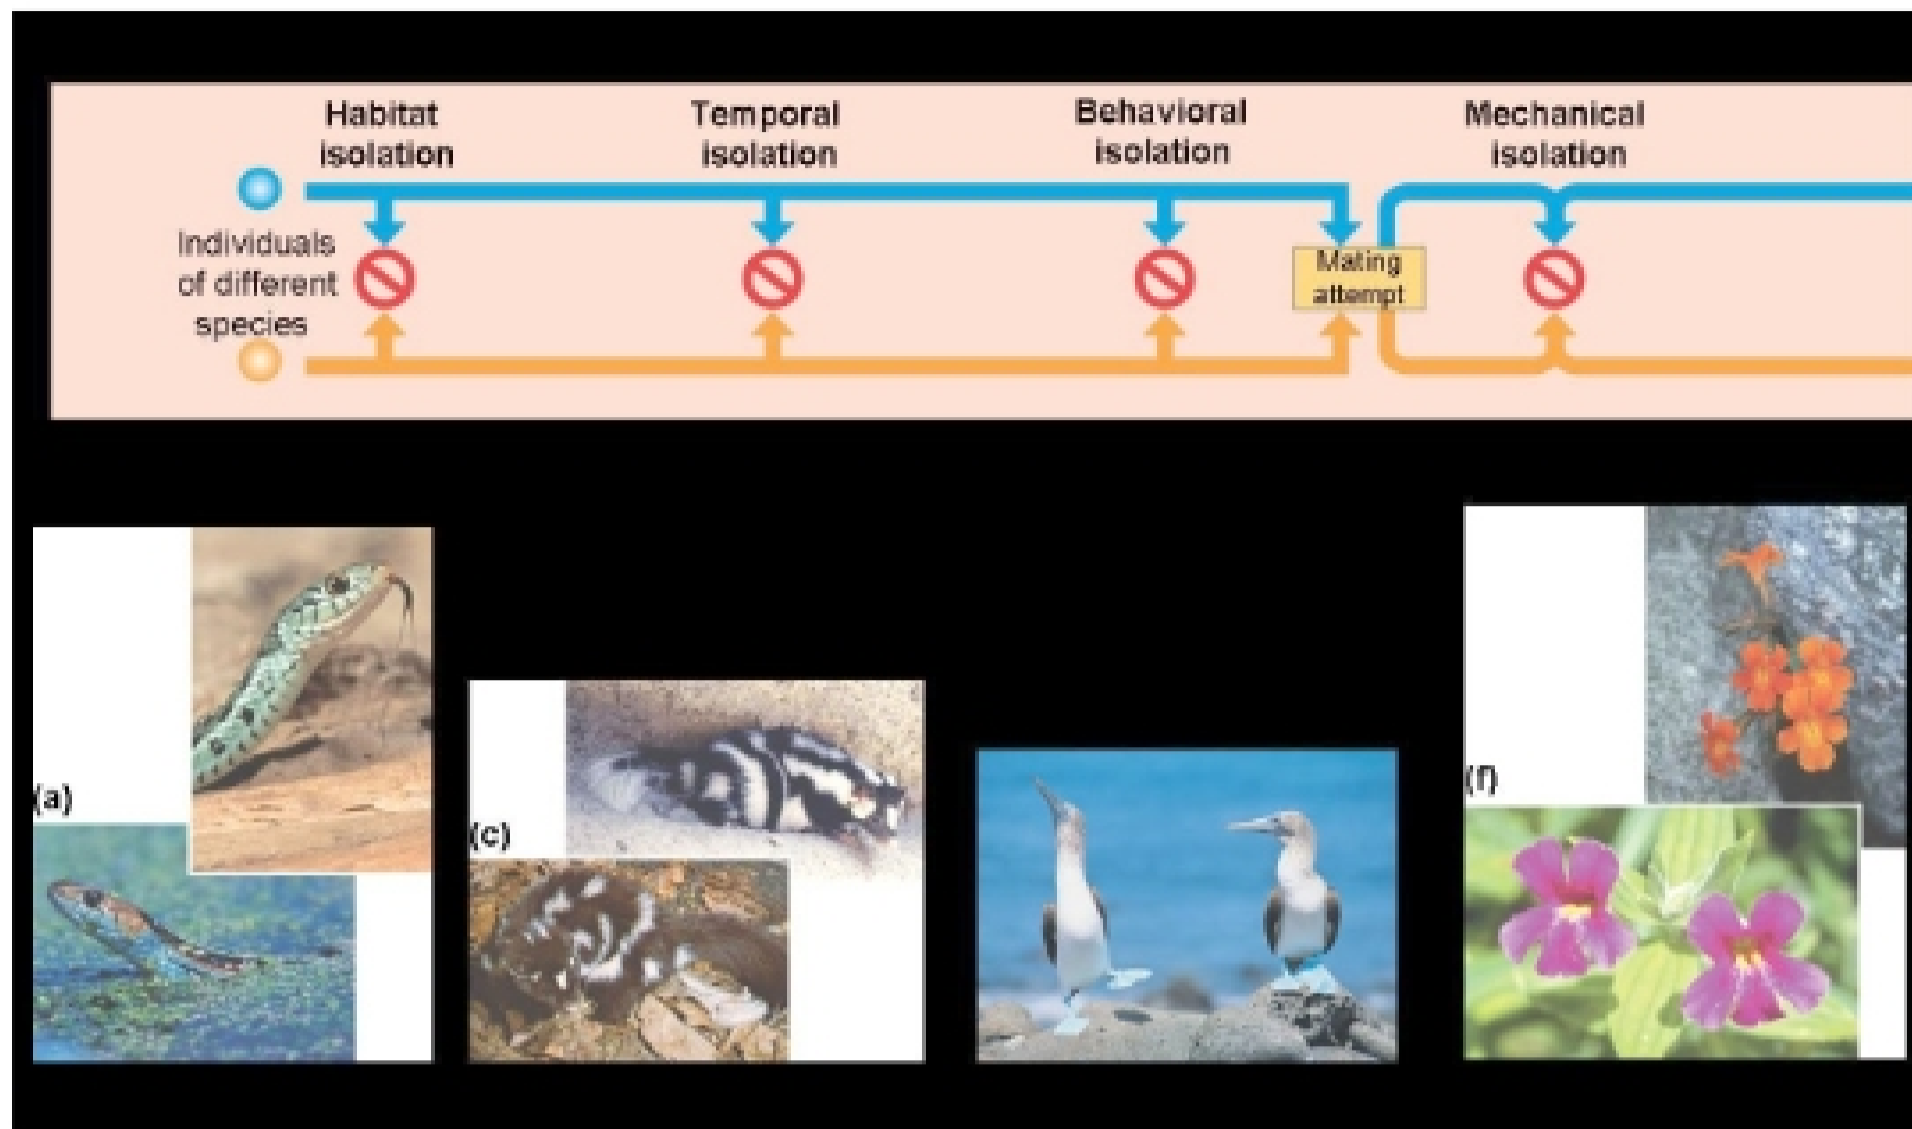 Habitat
isolation
Temporal
isolation
Behavioral
isolation
Mechanical
isolation
Individuals
of different
species
Mating
attempt
(a)
(c)
(f)